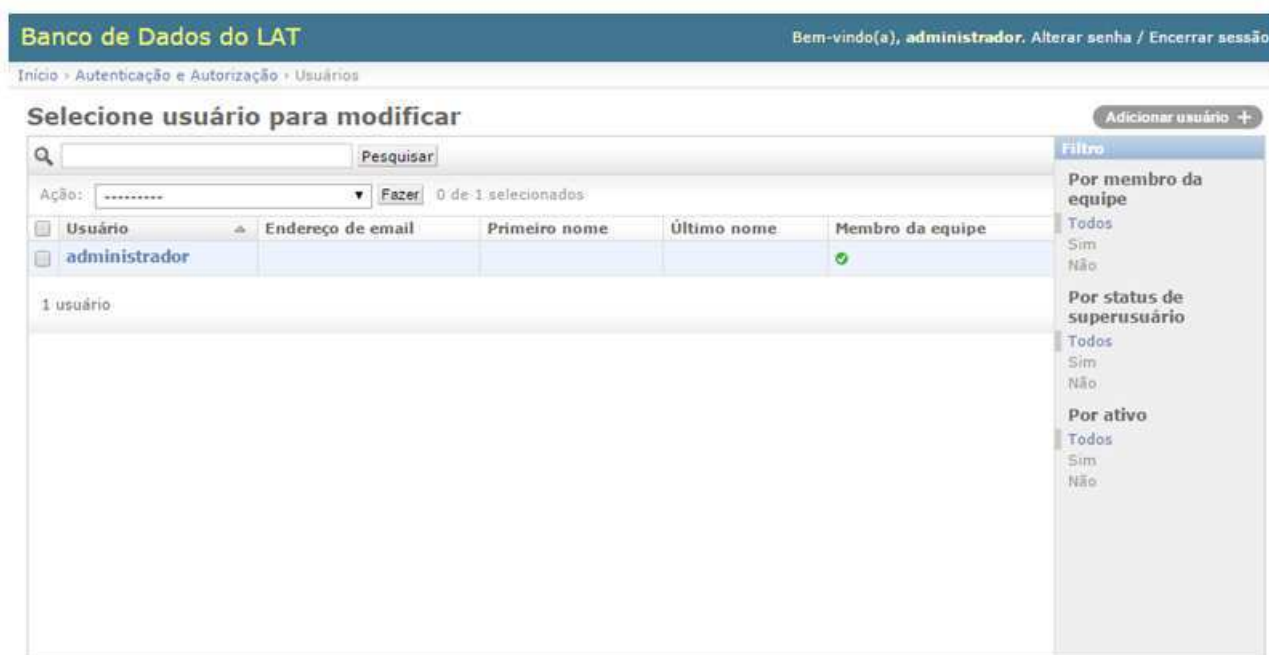 Banco de Dados do LAT
Bem-vindo(a), administrador. Alterar senha / Encerrar sessão
Início › Autenticação e Autorização › Usuários
Selecione usuário para modificar
Adicionar usuário +
Pesquisar
Ação: --------- Fazer 0 de 1 selecionados
Usuário Endereço de email Primeiro nome Último nome Membro da equipe
administrador
1 usuário
Filtro
Por membro da
equipe
Todos
Sim
Não
Por status de
superusuário
Todos
Sim
Não
Por ativo
Todos
Sim
Não